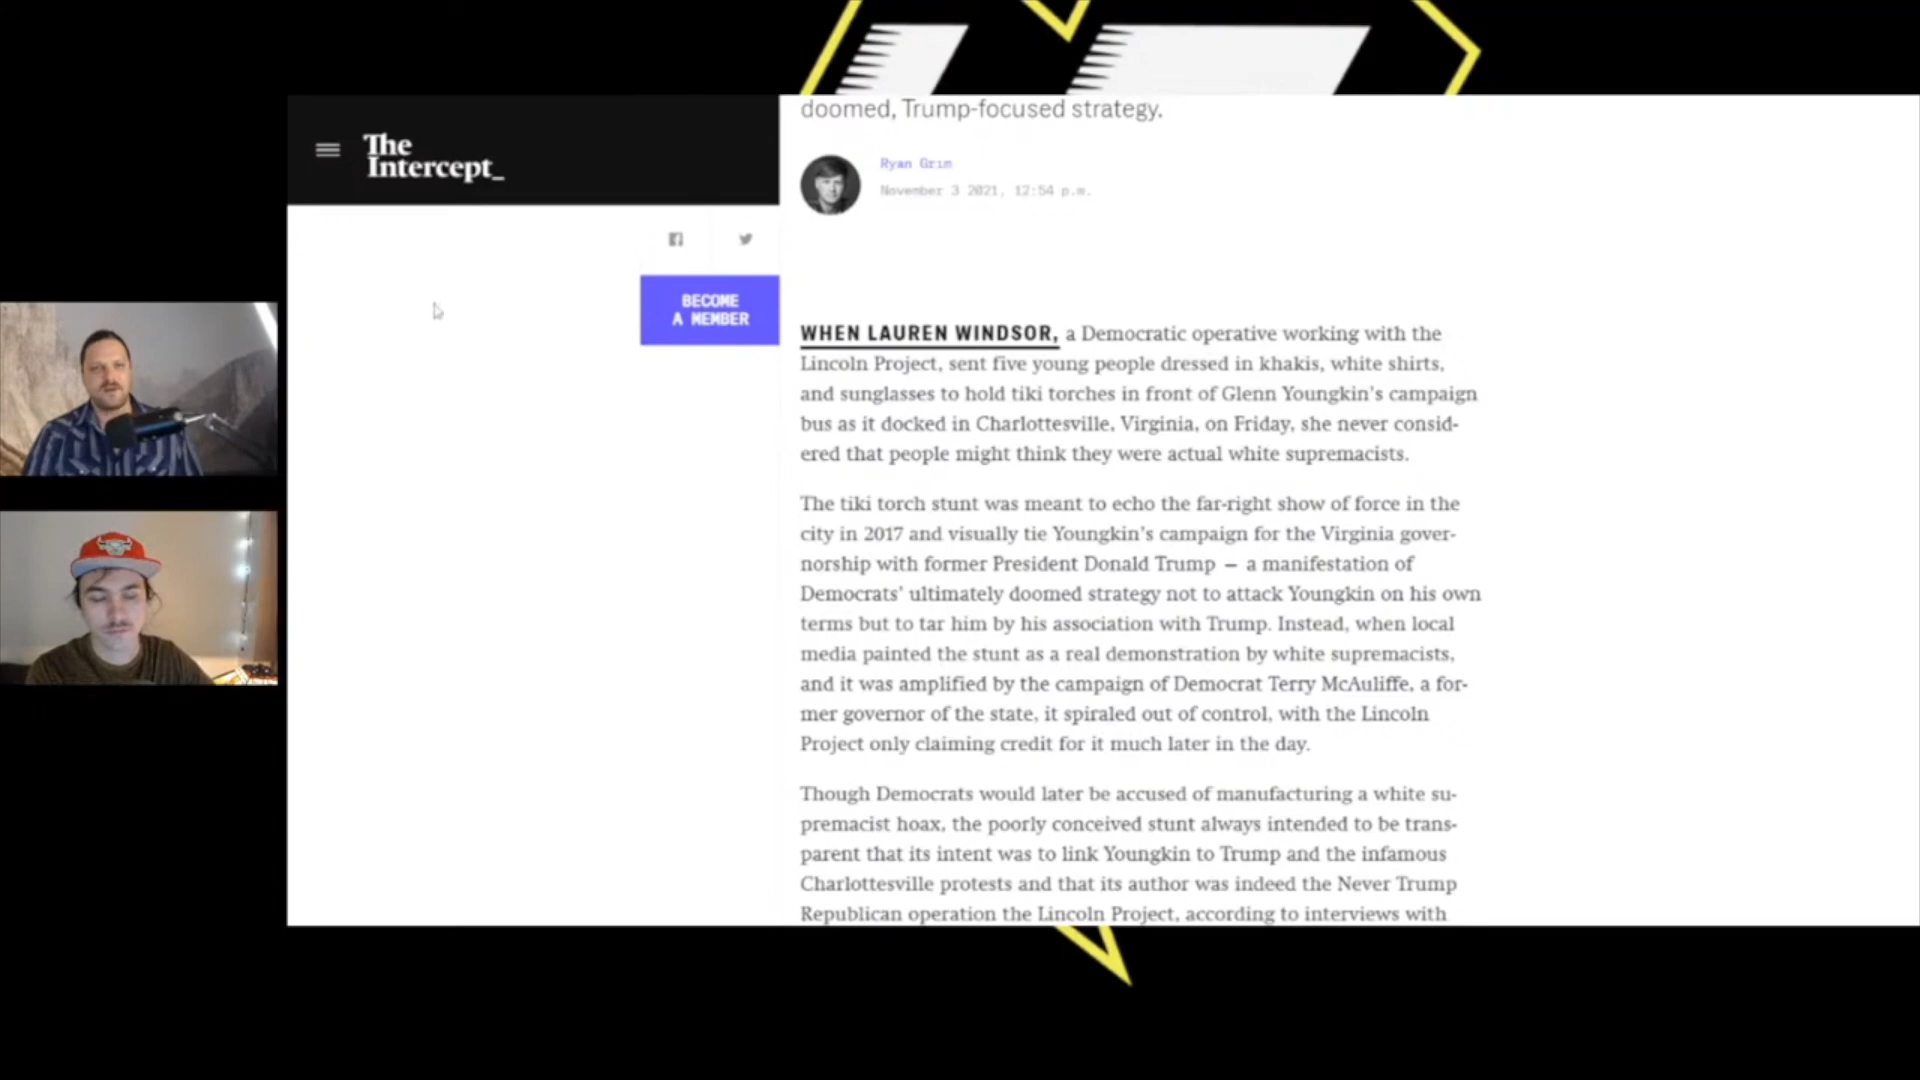 The
Intercept_
BECOME
A MEMBER
doomed, Trump-focused strategy.
Ryan Grim
November 3 2021, 12:54 p.m.
WHEN LAUREN WINDSOR, a Democratic operative working with the
Lincoln Project, sent five young people dressed in khakis, white shirts,
and sunglasses to hold tiki torches in front of Glenn Youngkin's campaign
bus as it docked in Charlottesville, Virginia, on Friday, she never consid-
ered that people might think they were actual white supremacists.
The tiki torch stunt was meant to echo the far-right show of force in the
city in 2017 and visually tie Youngkin's campaign for the Virginia gover-
norship with former President Donald Trump — a manifestation of
Democrats' ultimately doomed strategy not to attack Youngkin on his own
terms but to tar him by his association with Trump. Instead, when local
media painted the stunt as a real demonstration by white supremacists,
and it was amplified by the campaign of Democrat Terry McAuliffe, a for-
mer governor of the state, it spiraled out of control, with the Lincoln
Project only claiming credit for it much later in the day.
Though Democrats would later be accused of manufacturing a white su-
premacist hoax, the poorly conceived stunt always intended to be trans-
parent that its intent was to link Youngkin to Trump and the infamous
Charlottesville protests and that its author was indeed the Never Trump
Republican operation the Lincoln Project, according to interviews with